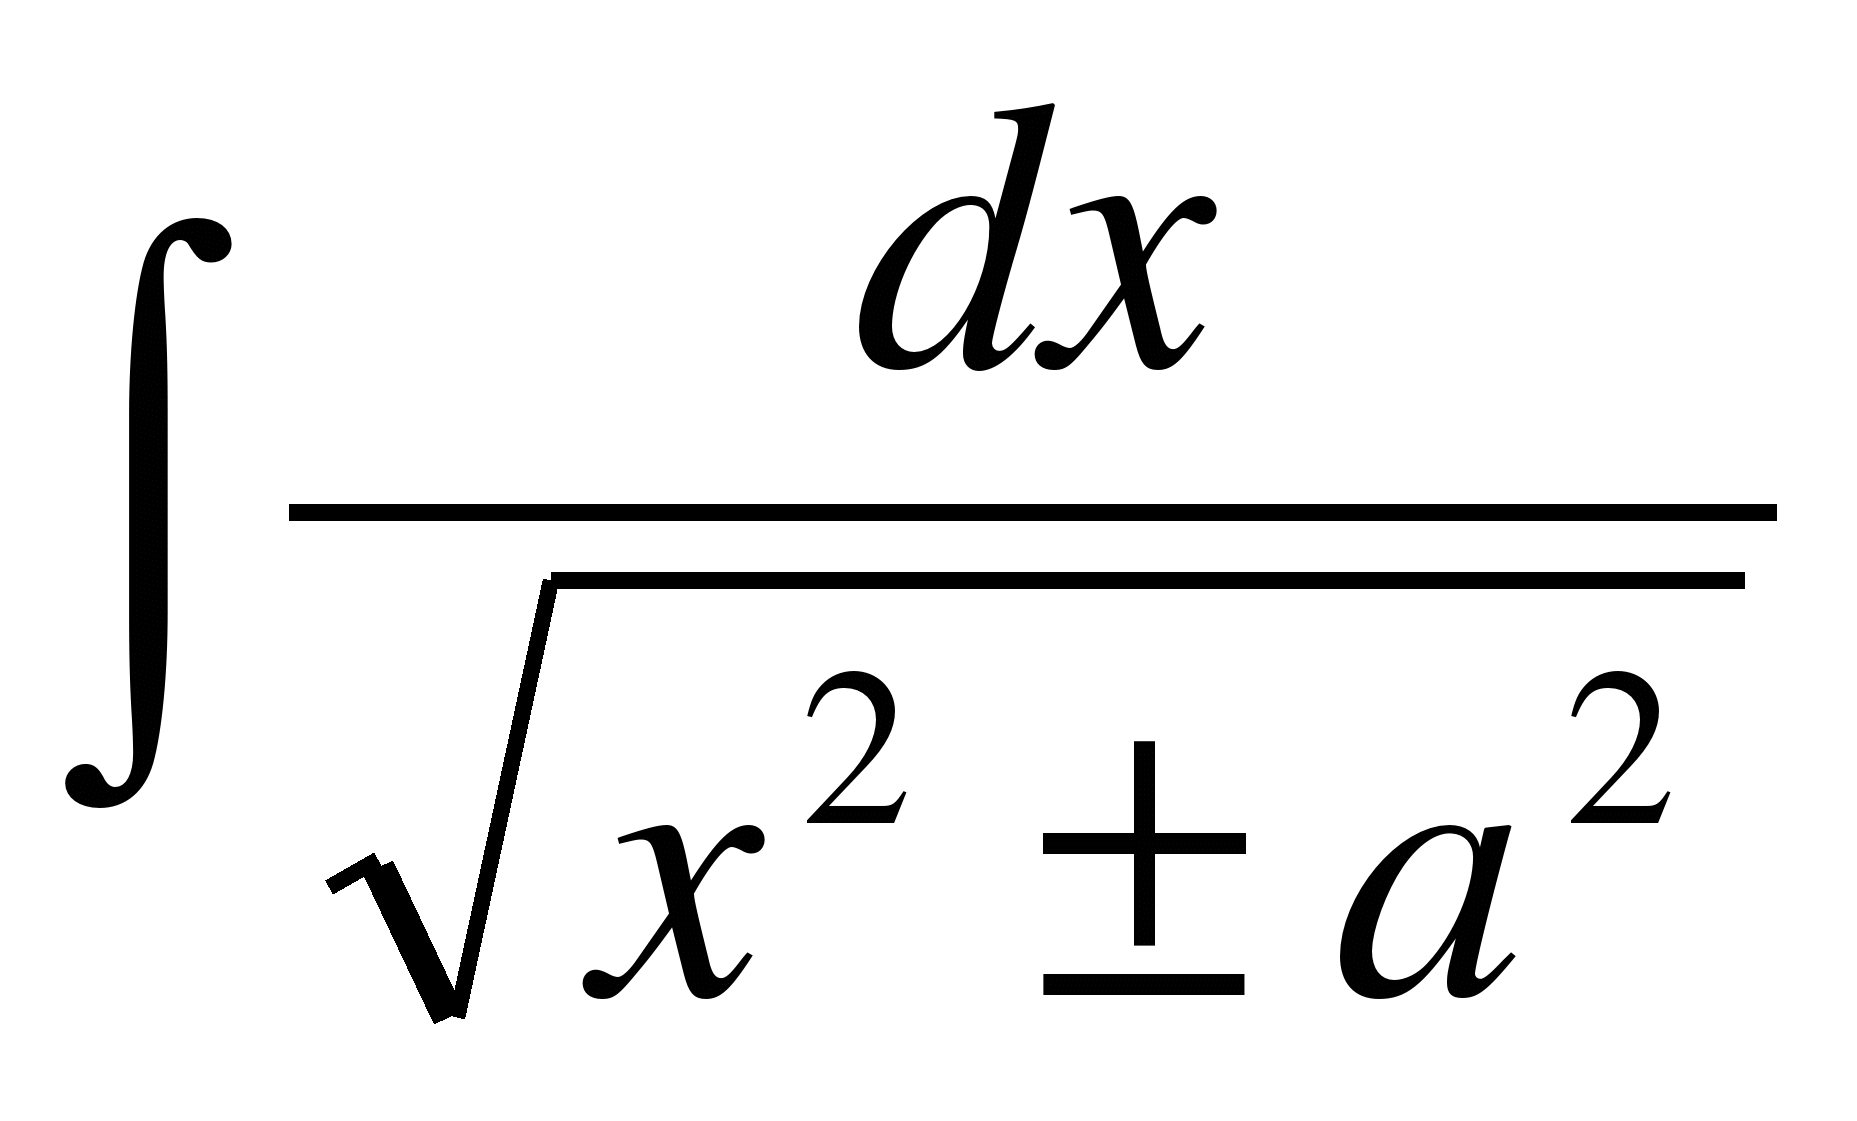 ∫ dx / √(x² ± a²)